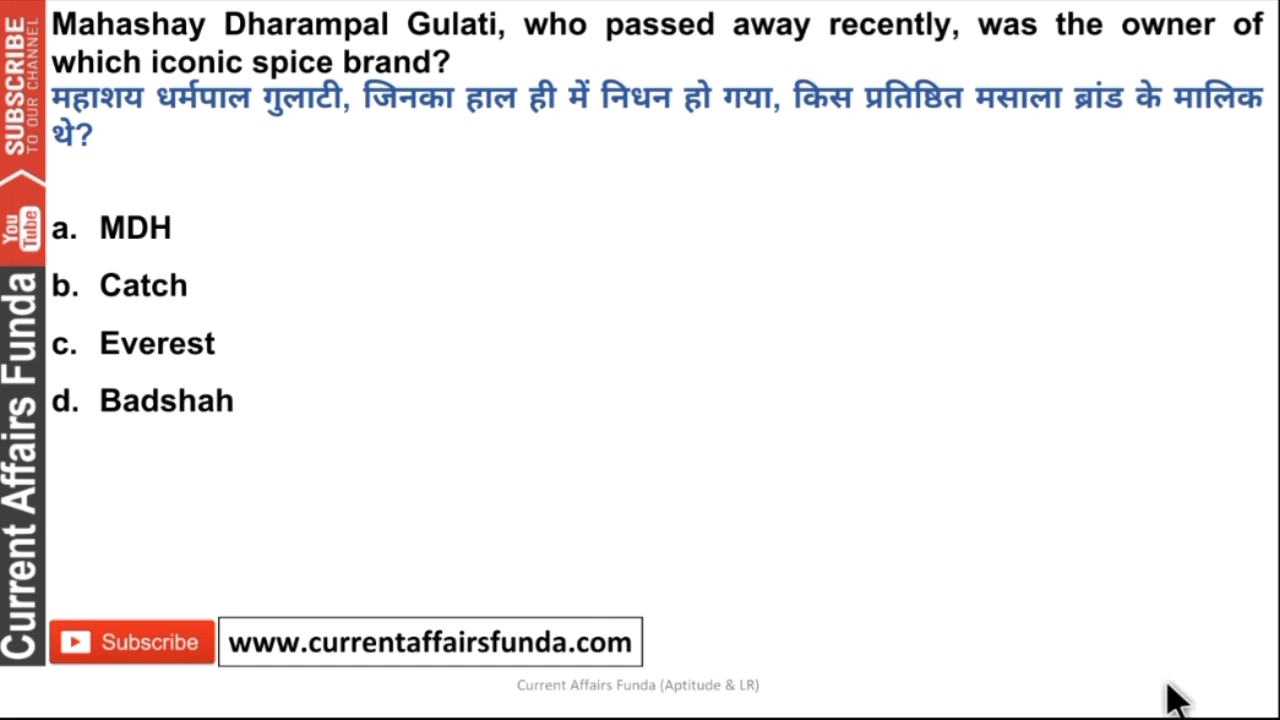 Mahashay Dharampal Gulati, who passed away recently, was the owner of
which iconic spice brand?
महाशय धर्मपाल गुलाटी, जिनका हाल ही में निधन हो गया, किस प्रतिष्ठित मसाला ब्रांड के मालिक
थे?
a. MDH
b. Catch
c. Everest
d. Badshah
SUBSCRIBE
TO OUR CHANNEL
You
Tube
Current Affairs Funda
Subscribe
www.currentaffairsfunda.com
Current Affairs Funda (Aptitude & LR)